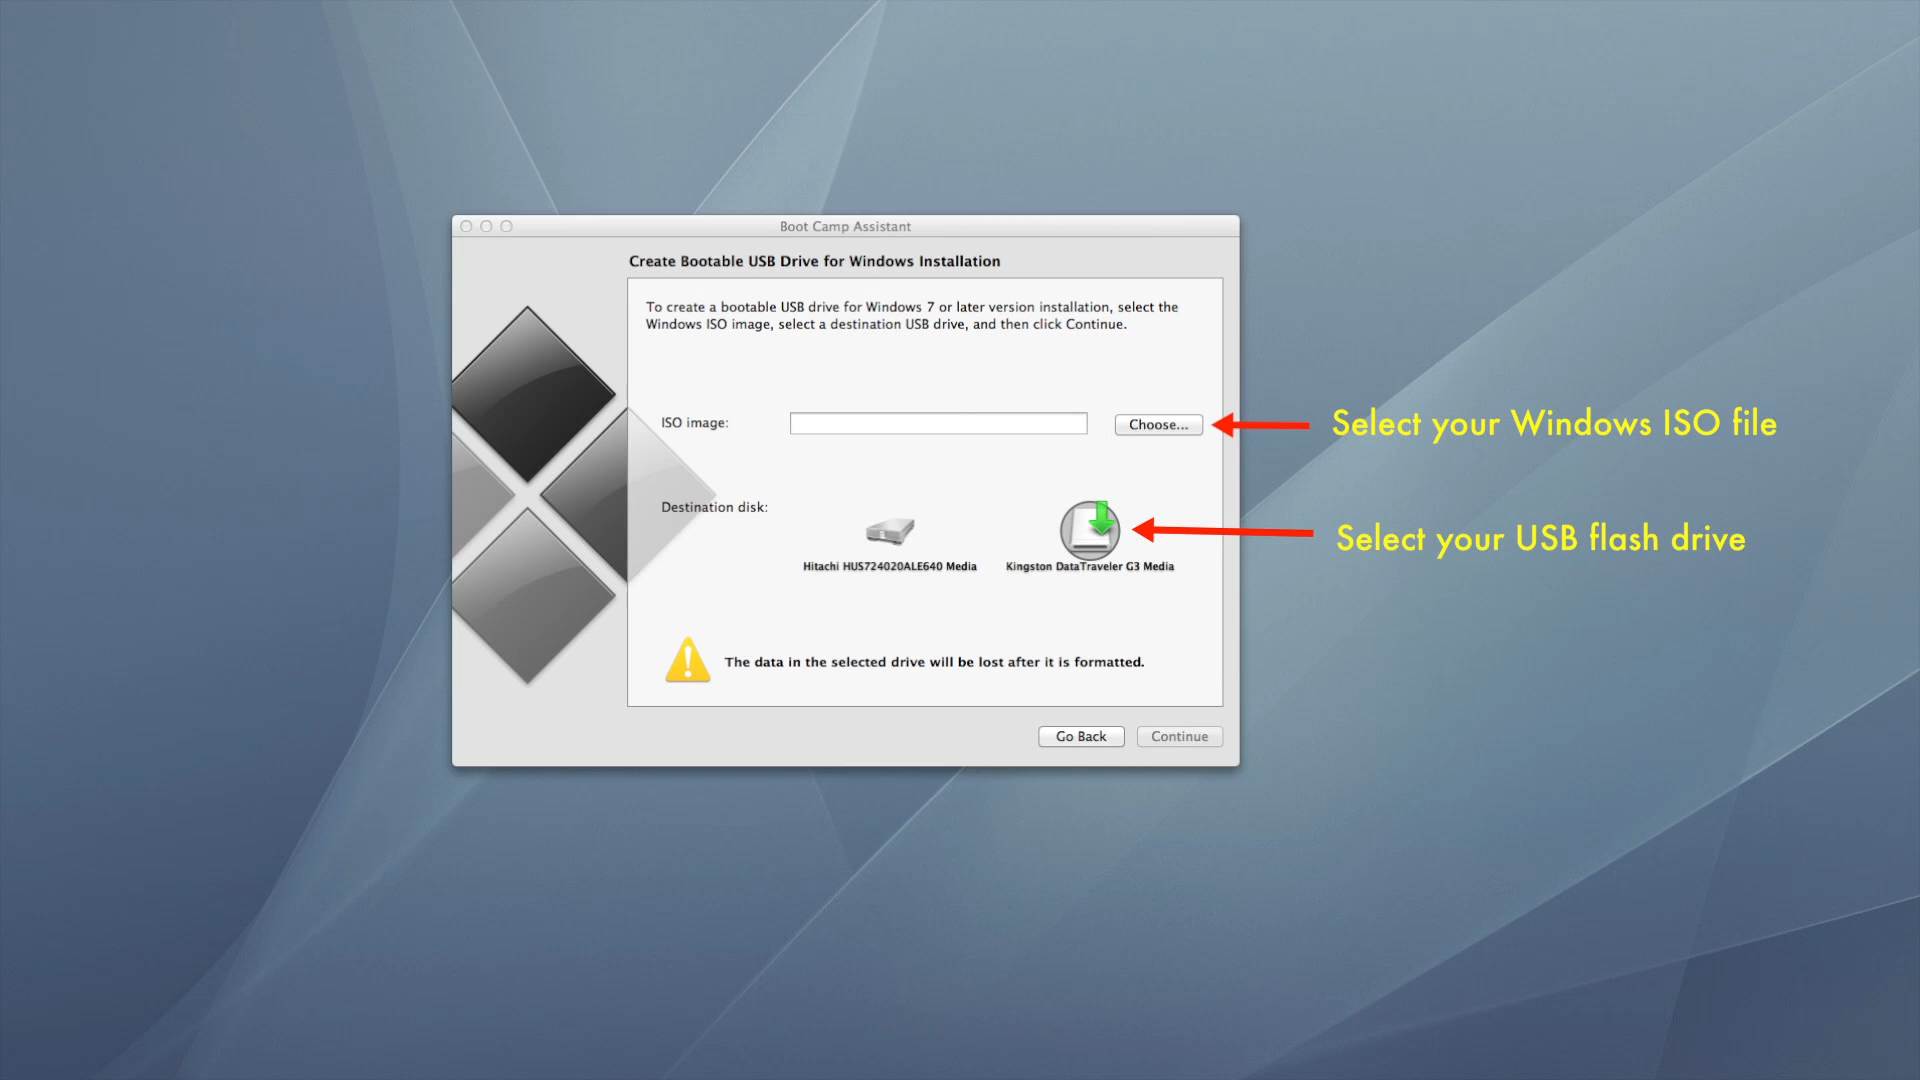 Boot Camp Assistant
Create Bootable USB Drive for Windows Installation
To create a bootable USB drive for Windows 7 or later version installation, select the
Windows ISO image, select a destination USB drive, and then click Continue.
ISO image:
Choose...
Select your Windows ISO file
Destination disk:
Select your USB flash drive
Hitachi HUS724020ALE640 Media
Kingston DataTraveler G3 Media
The data in the selected drive will be lost after it is formatted.
Go Back
Continue